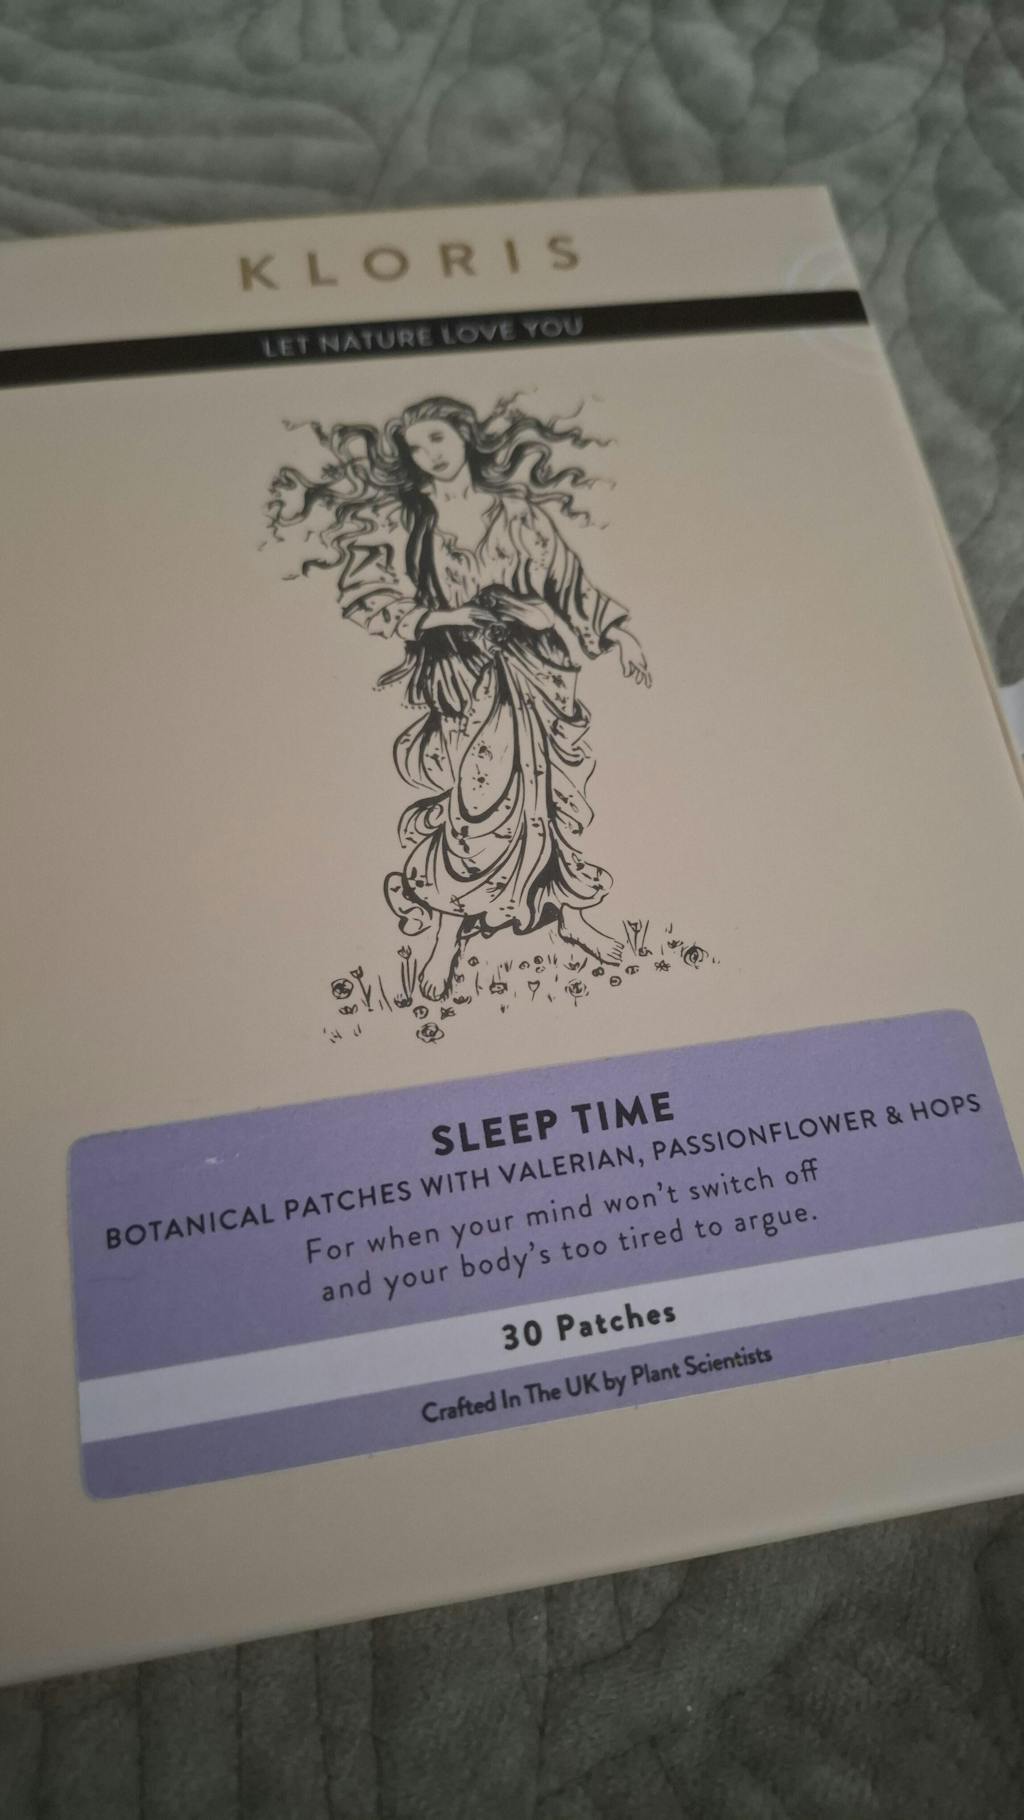 KLORIS
LET NATURE LOVE YOU
SLEEP TIME
BOTANICAL PATCHES WITH VALERIAN, PASSIONFLOWER & HOPS
For when your mind won't switch off
and your body's too tired to argue.
30 Patches
Crafted In The UK by Plant Scientists